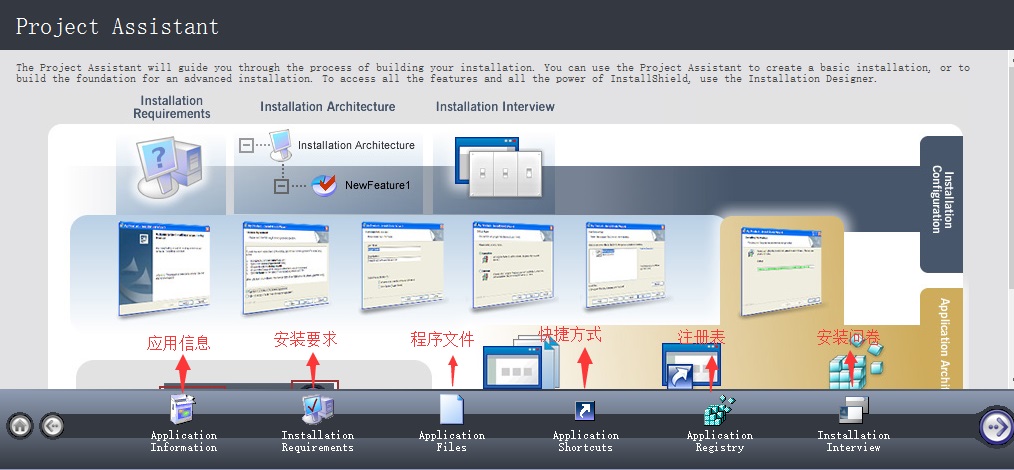 Project Assistant
The Project Assistant will guide you through the process of building your installation. You can use the Project Assistant to create a basic installation, or to
build the foundation for an advanced installation. To access all the features and all the power of InstallShield, use the Installation Designer.
Installation
Requirements
Installation Architecture
Installation Interview
Installation Architecture
NewFeature1
Installation
Configuration
Application
应用信息
安装要求
程序文件
快捷方式
注册表
安装问卷
Application
Information
Installation
Requirements
Application
Files
Application
Shortcuts
Application
Registry
Installation
Interview